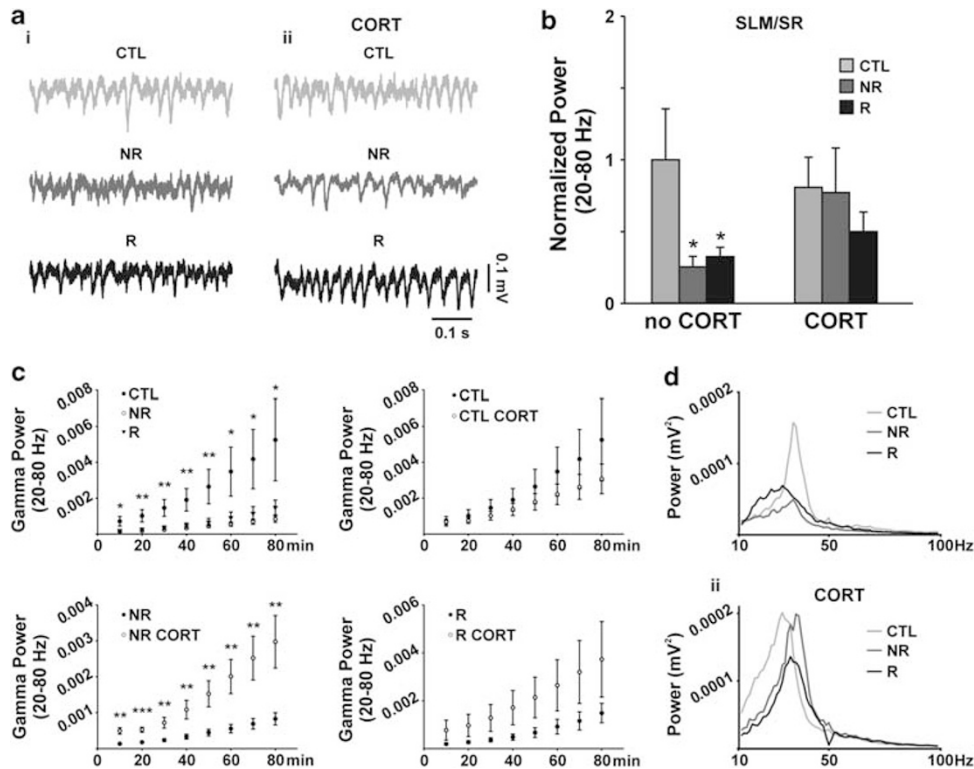 a
i
CTL
NR
R
ii
CORT
CTL
NR
R
0.1 mV
0.1 s
b
SLM/SR
Normalized Power
(20-80 Hz)
2
1
0
CTL
NR
R
*
*
no CORT
CORT
c
Gamma Power
(20-80 Hz)
0.008
0.006
0.004
0.002
CTL
NR
R
* ** ** ** ** * * *
0 20 40 60 80 min
Gamma Power
(20-80 Hz)
0.008
0.006
0.004
0.002
CTL
CTL CORT
0 20 40 60 80 min
Gamma Power
(20-80 Hz)
0.004
0.003
0.002
0.001
NR
NR CORT
** *** ** ** ** ** ** **
0 20 40 60 80 min
Gamma Power
(20-80 Hz)
0.006
0.004
0.002
R
R CORT
0 20 40 60 80 min
d
Power (mV²)
0.0002
0.0001
CTL
NR
R
10 50 100Hz
ii
CORT
Power (mV²)
0.0002
0.0001
CTL
NR
R
10 50 100Hz